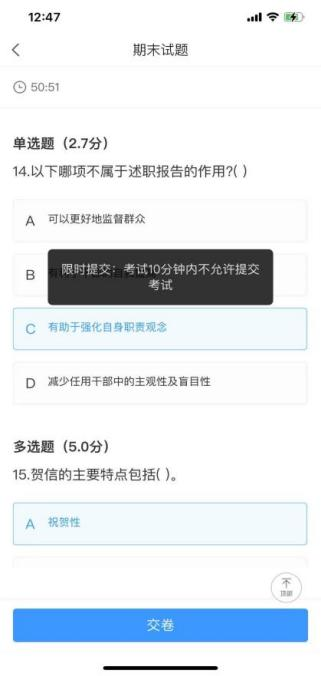 12:47
期末试题
50:51
单选题（2.7分）
14.以下哪项不属于述职报告的作用?( )
A 可以更好地监督群众
B
限时提交：考试10分钟内不允许提交
考试
C 有助于强化自身职责观念
D 减少任用干部中的主观性及盲目性
多选题（5.0分）
15.贺信的主要特点包括( )。
A 祝贺性
顶部
交卷